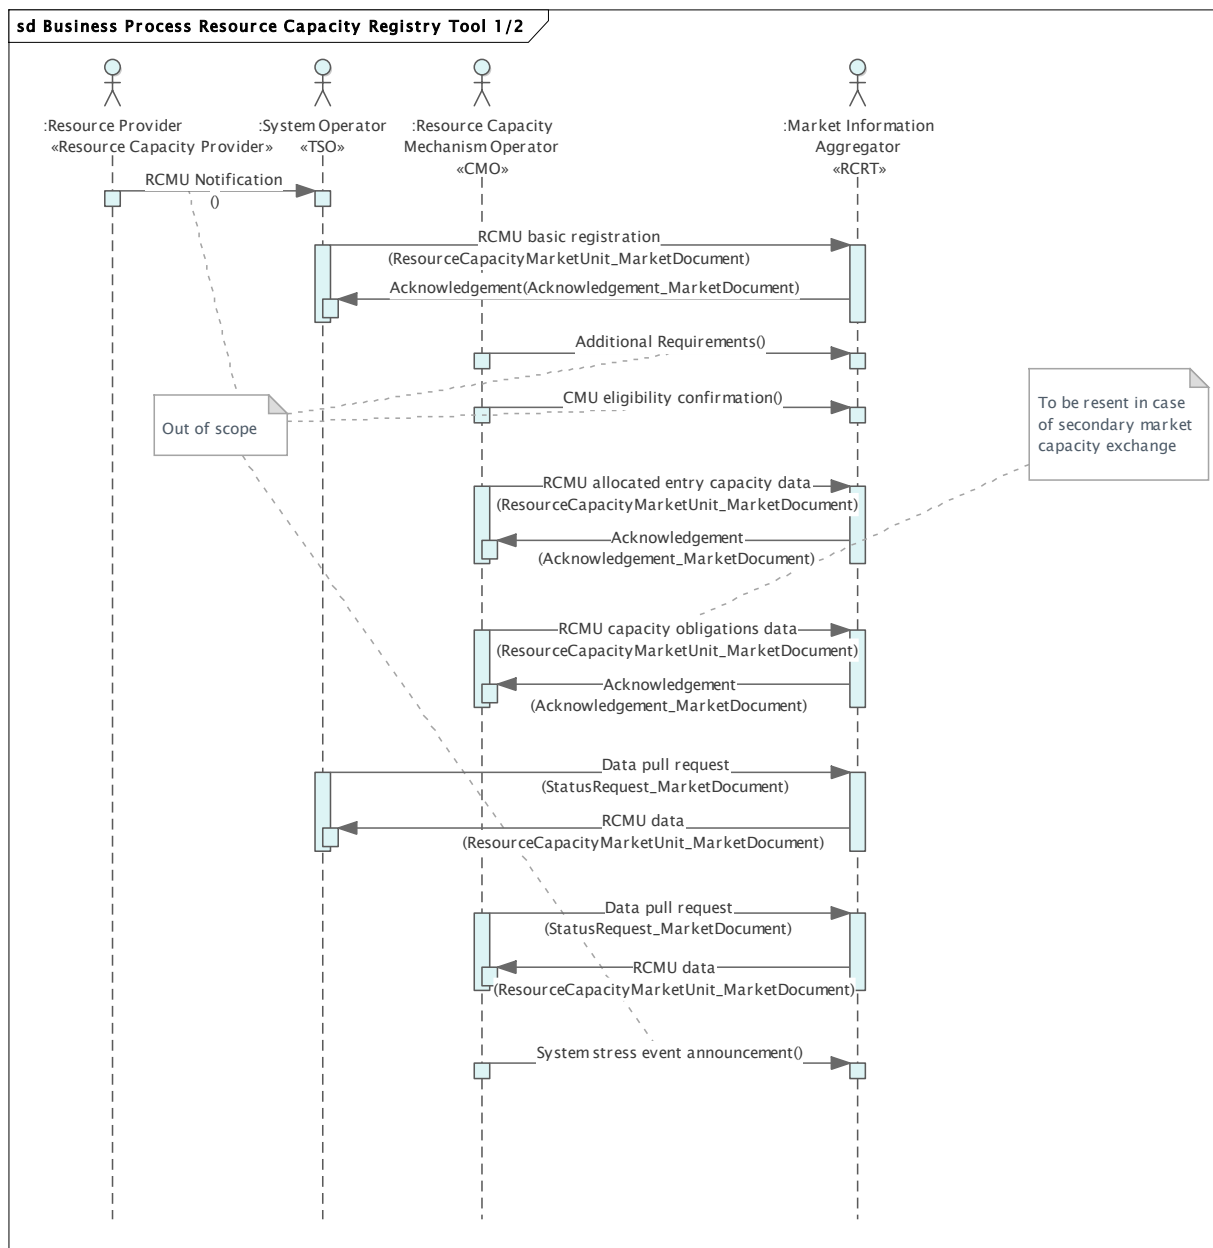 sd Business Process Resource Capacity Registry Tool 1/2
:Resource Provider
«Resource Capacity Provider»
:System Operator
«TSO»
:Resource Capacity
Mechanism Operator
«CMO»
:Market Information
Aggregator
«RCRT»
RCMU Notification
()
RCMU basic registration
(ResourceCapacityMarketUnit_MarketDocument)
Acknowledgement(Acknowledgement_MarketDocument)
Additional Requirements()
CMU eligibility confirmation()
Out of scope
To be resent in case
of secondary market
capacity exchange
RCMU allocated entry capacity data
(ResourceCapacityMarketUnit_MarketDocument)
Acknowledgement
(Acknowledgement_MarketDocument)
RCMU capacity obligations data
(ResourceCapacityMarketUnit_MarketDocument)
Acknowledgement
(Acknowledgement_MarketDocument)
Data pull request
(StatusRequest_MarketDocument)
RCMU data
(ResourceCapacityMarketUnit_MarketDocument)
Data pull request
(StatusRequest_MarketDocument)
RCMU data
(ResourceCapacityMarketUnit_MarketDocument)
System stress event announcement()